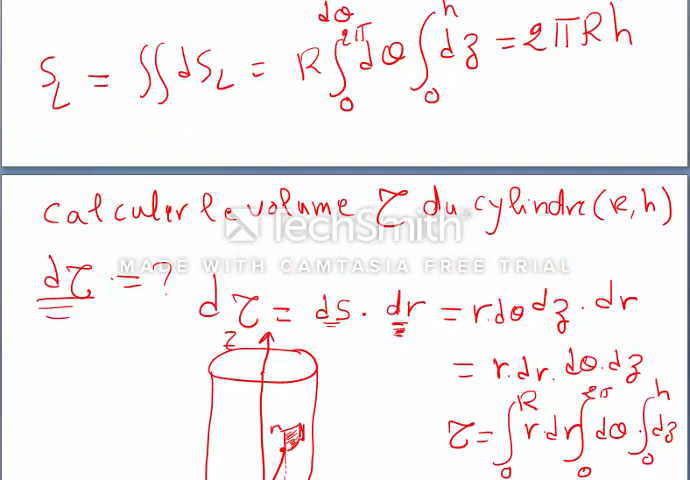 dθ
S_L = ∬ dS_L = R ∫₀^{2π} dθ ∫₀^h dz = 2πRh
Calculer le volume τ du cylindre (R, h)
TechSmith
MADE WITH CAMTASIA FREE TRIAL
dτ = ?
dτ = ds . dr = r.dθ dz . dr
= r.dr. dθ.dz
Z
r
τ = ∫₀^R r.dr ∫₀^{2π} dθ . ∫₀^h dz